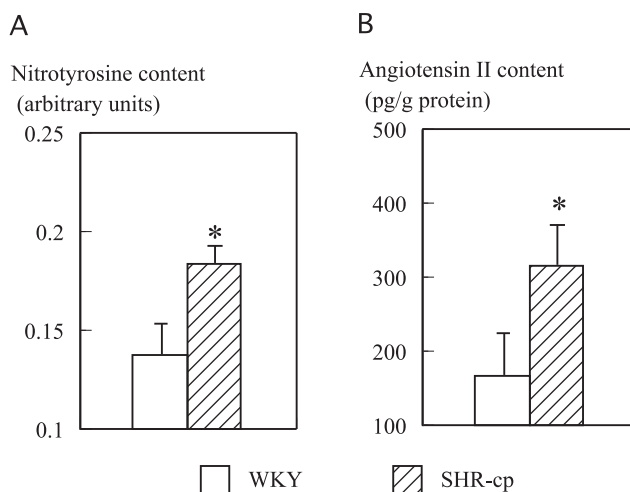 A
Nitrotyrosine content
(arbitrary units)
0.25
0.2
0.15
0.1
*
B
Angiotensin II content
(pg/g protein)
500
400
300
200
100
*
WKY
SHR-cp